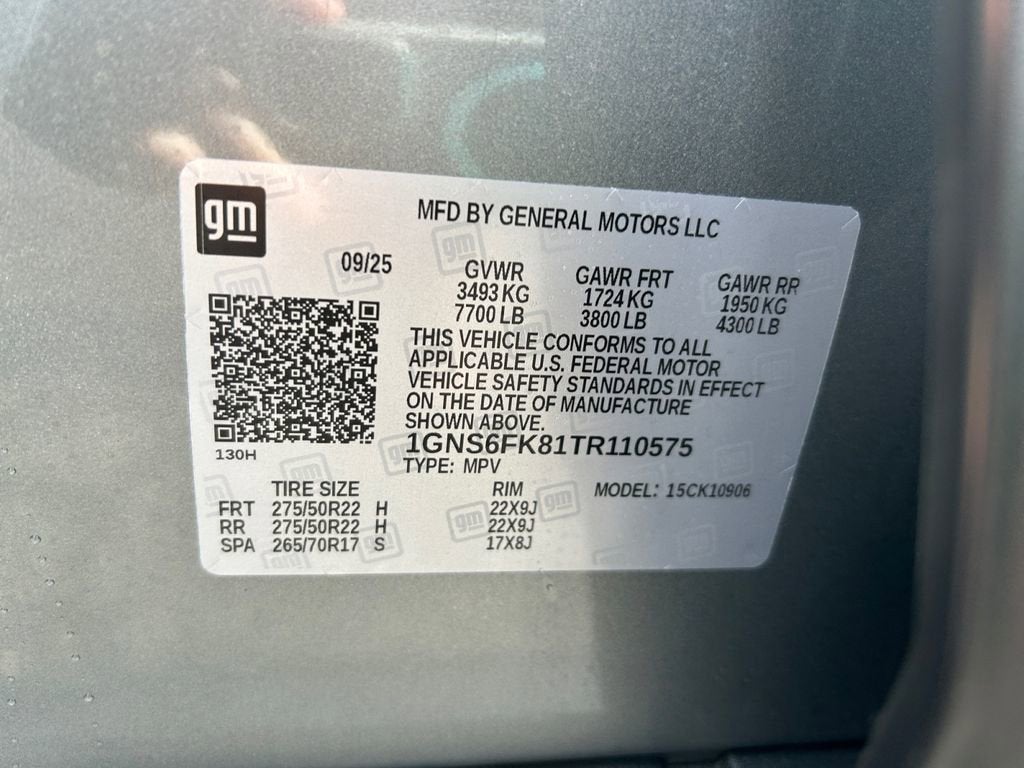 gm
MFD BY GENERAL MOTORS LLC
09/25
GVWR GAWR FRT GAWR RR
3493 KG 1724 KG 1950 KG
7700 LB 3800 LB 4300 LB
THIS VEHICLE CONFORMS TO ALL
APPLICABLE U.S. FEDERAL MOTOR
VEHICLE SAFETY STANDARDS IN EFFECT
ON THE DATE OF MANUFACTURE
SHOWN ABOVE.
1GNS6FK81TR110575
130H
TYPE: MPV
TIRE SIZE RIM MODEL: 15CK10906
FRT 275/50R22 H 22X9J
RR 275/50R22 H 22X9J
SPA 265/70R17 S 17X8J